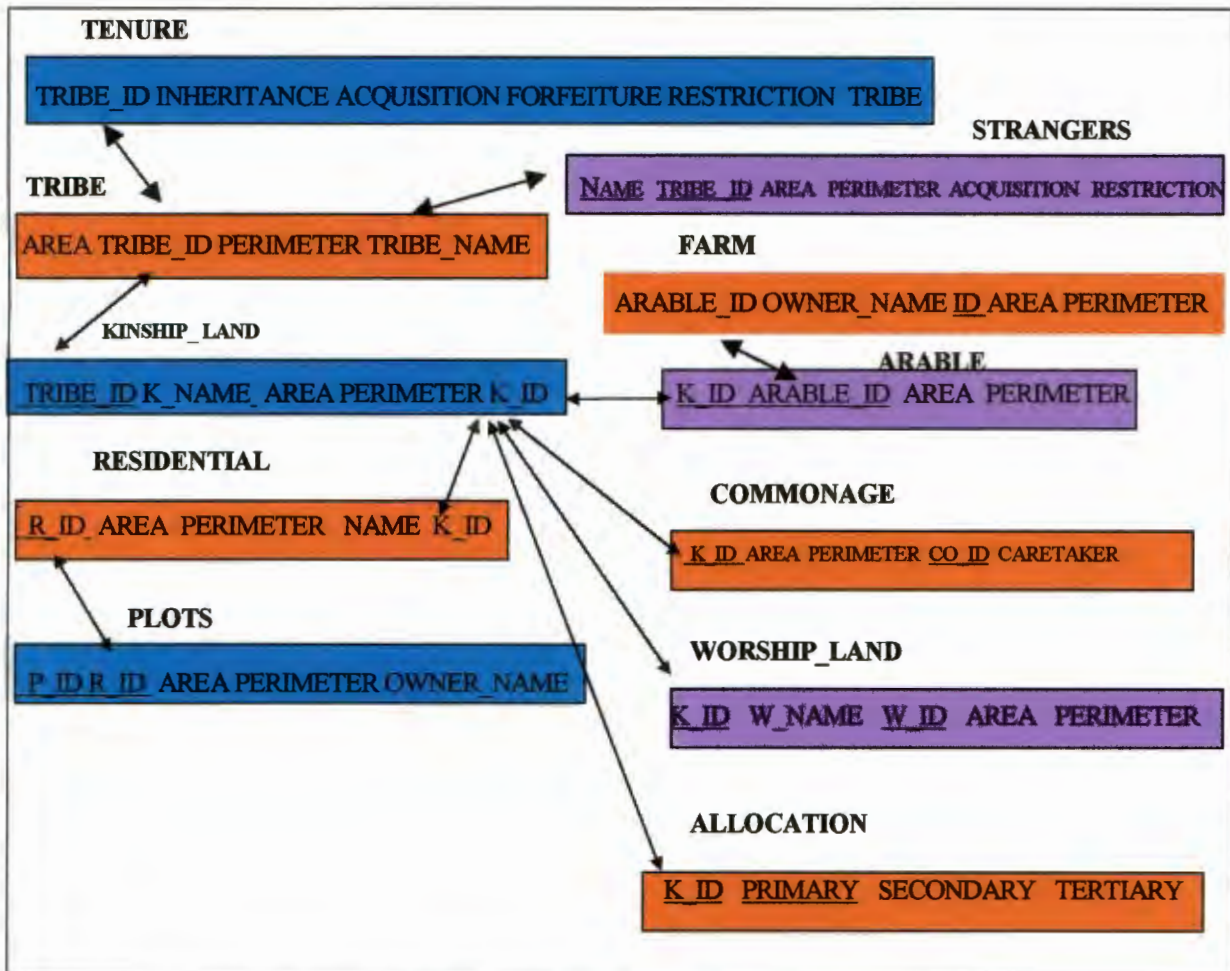 TENURE
TRIBE_ID INHERITANCE ACQUISITION FORFEITURE RESTRICTION TRIBE
STRANGERS
NAME TRIBE_ID AREA PERIMETER ACQUISITION RESTRICTION
TRIBE
AREA TRIBE_ID PERIMETER TRIBE_NAME
FARM
ARABLE_ID OWNER_NAME ID AREA PERIMETER
KINSHIP_LAND
TRIBE_ID K_NAME AREA PERIMETER K_ID
ARABLE
K_ID ARABLE_ID AREA PERIMETER
RESIDENTIAL
R_ID AREA PERIMETER NAME K_ID
COMMONAGE
K_ID AREA PERIMETER CO_ID CARETAKER
PLOTS
P_ID R_ID AREA PERIMETER OWNER_NAME
WORSHIP_LAND
K_ID W_NAME W_ID AREA PERIMETER
ALLOCATION
K_ID PRIMARY SECONDARY TERTIARY